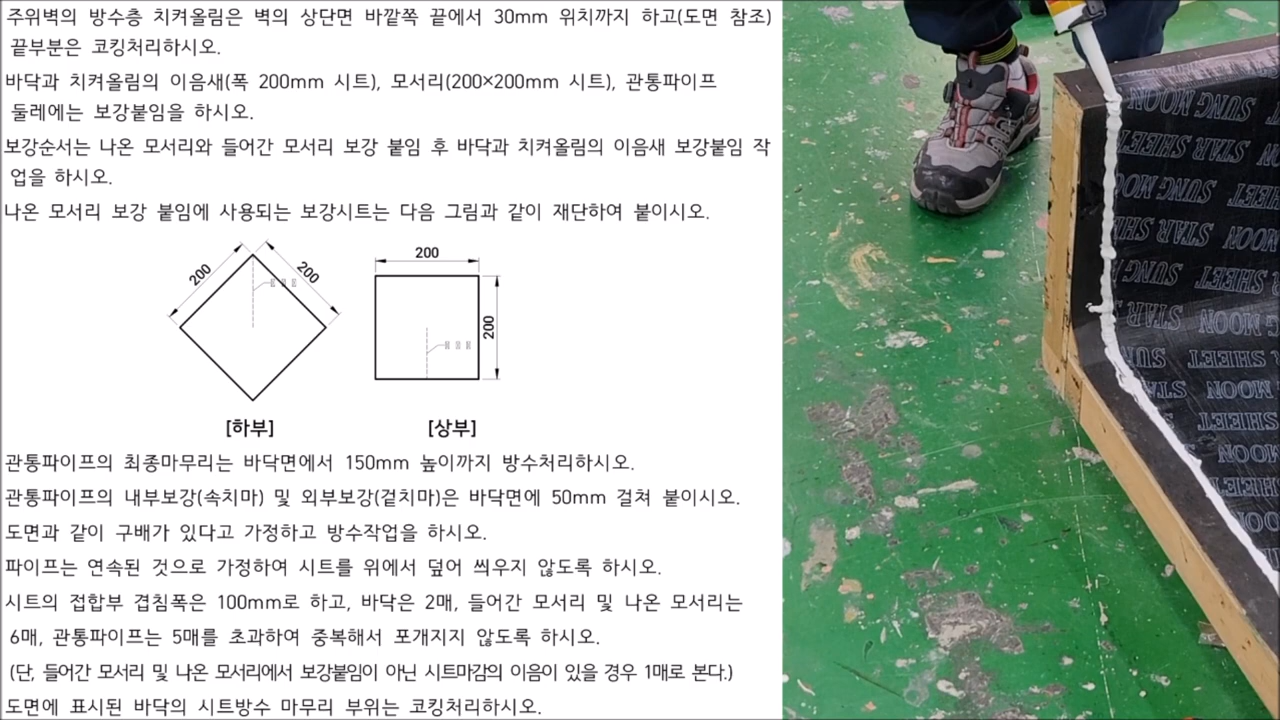 주위벽의 방수층 치켜올림은 벽의 상단면 바깥쪽 끝에서 30mm 위치까지 하고(도면 참조)
끝부분은 코킹처리하시오.
바닥과 치켜올림의 이음새(폭 200mm 시트), 모서리(200×200mm 시트), 관통파이프
둘레에는 보강붙임을 하시오.
보강순서는 나온 모서리와 들어간 모서리 보강 붙임 후 바닥과 치켜올림의 이음새 보강붙임 작
업을 하시오.
나온 모서리 보강 붙임에 사용되는 보강시트는 다음 그림과 같이 재단하여 붙이시오.
200
200
200
200
[하부]
[상부]
관통파이프의 최종마무리는 바닥면에서 150mm 높이까지 방수처리하시오.
관통파이프의 내부보강(속치마) 및 외부보강(겉치마)은 바닥면에 50mm 걸쳐 붙이시오.
도면과 같이 구배가 있다고 가정하고 방수작업을 하시오.
파이프는 연속된 것으로 가정하여 시트를 위에서 덮어 씌우지 않도록 하시오.
시트의 접합부 겹침폭은 100mm로 하고, 바닥은 2매, 들어간 모서리 및 나온 모서리는
6매, 관통파이프는 5매를 초과하여 중복해서 포개지지 않도록 하시오.
(단, 들어간 모서리 및 나온 모서리에서 보강붙임이 아닌 시트마감의 이음이 있을 경우 1매로 본다.)
도면에 표시된 바닥의 시트방수 마무리 부위는 코킹처리하시오.
SUNG MOON
STAR SHEET
SUNG MOON
STAR SHEET
MOON
SUNG
SHEET
STAR
MOON
SUNG
SHEET
MOON
SHEET
MOON